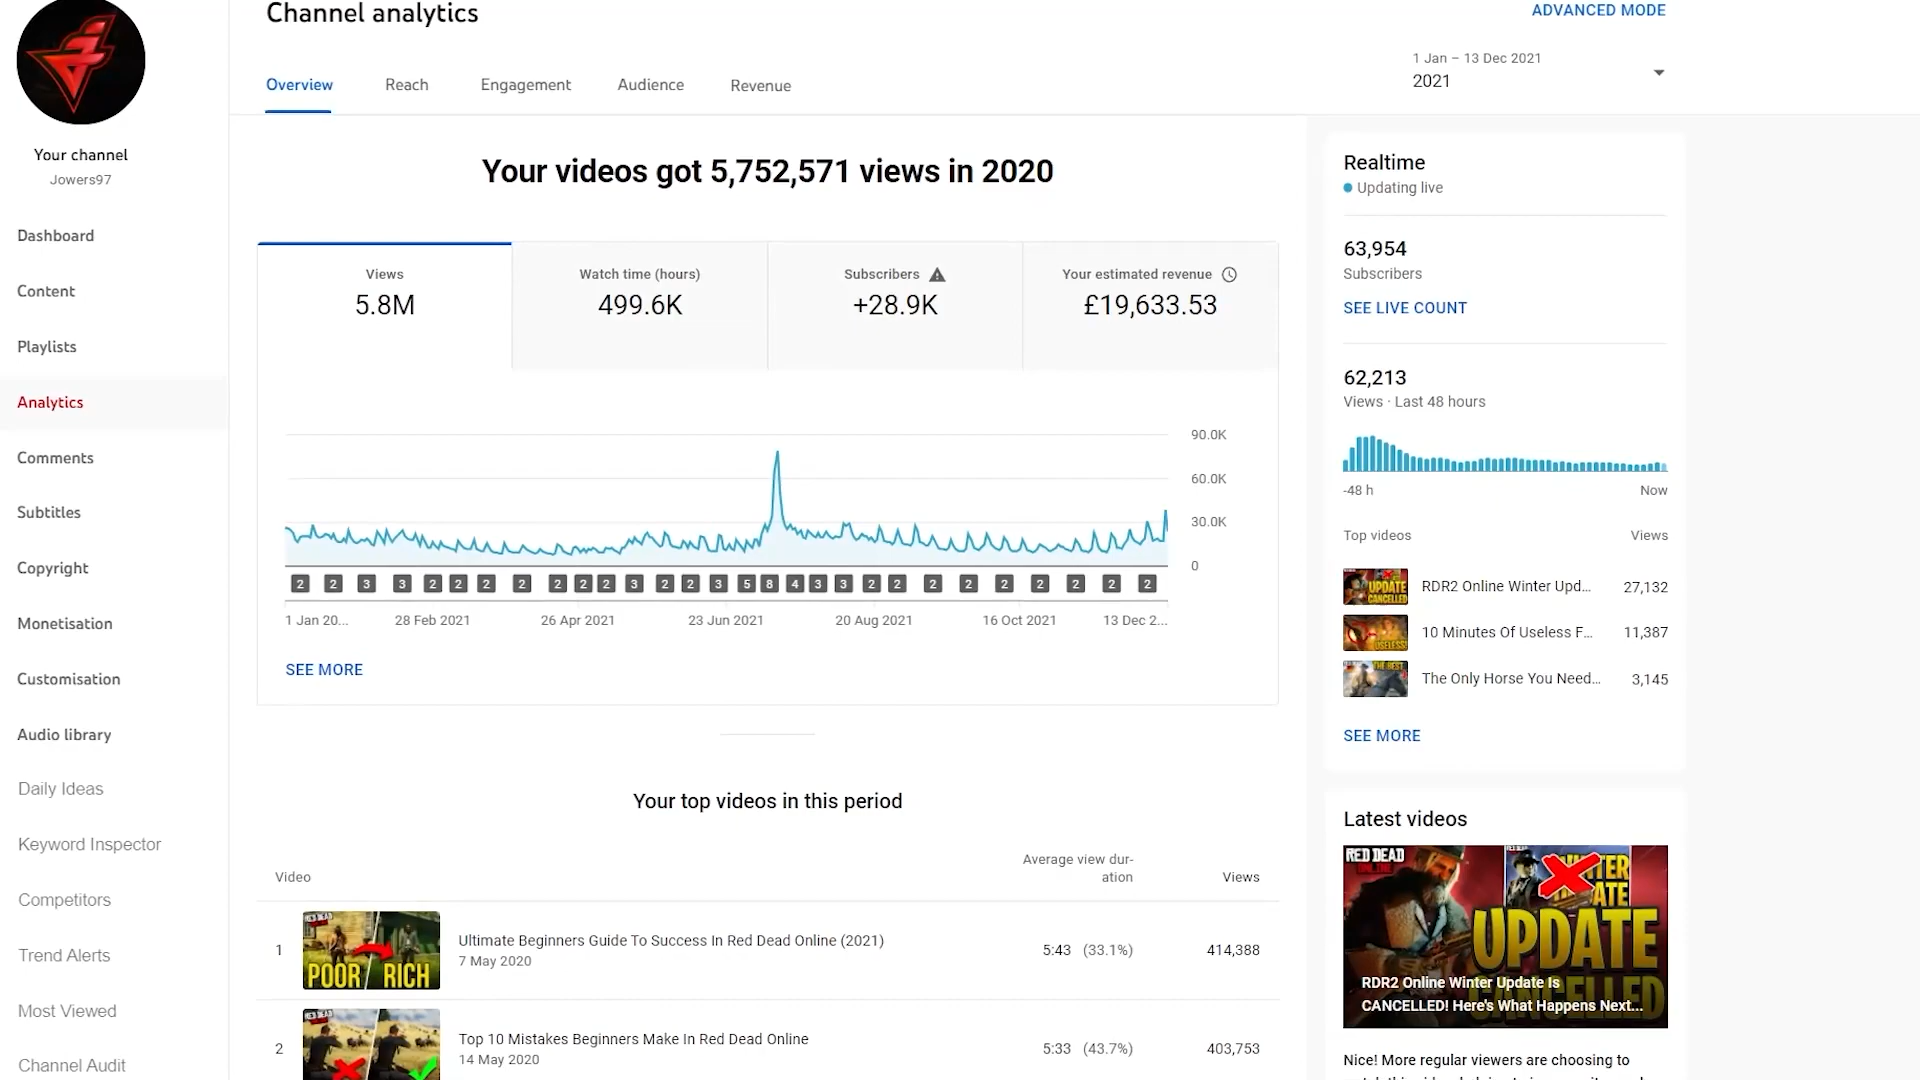 Channel analytics
ADVANCED MODE
Overview
Reach
Engagement
Audience
Revenue
1 Jan – 13 Dec 2021
2021
Your channel
Jowers97
Dashboard
Content
Playlists
Analytics
Comments
Subtitles
Copyright
Monetisation
Customisation
Audio library
Daily Ideas
Keyword Inspector
Competitors
Trend Alerts
Most Viewed
Channel Audit
Your videos got 5,752,571 views in 2020
Views
5.8M
Watch time (hours)
499.6K
Subscribers
+28.9K
Your estimated revenue
£19,633.53
90.0K
60.0K
30.0K
0
2 2 3 3 2 2 2 2 2 2 2 3 2 2 3 5 8 4 3 3 2 2 2 2 2 2 2 2 2
1 Jan 20... 28 Feb 2021 26 Apr 2021 23 Jun 2021 20 Aug 2021 16 Oct 2021 13 Dec 2...
SEE MORE
Your top videos in this period
Video
Average view dur-
ation
Views
1
POOR RICH
Ultimate Beginners Guide To Success In Red Dead Online (2021)
7 May 2020
5:43 (33.1%)
414,388
2
Top 10 Mistakes Beginners Make In Red Dead Online
14 May 2020
5:33 (43.7%)
403,753
Realtime
Updating live
63,954
Subscribers
SEE LIVE COUNT
62,213
Views · Last 48 hours
-48 h
Now
Top videos
Views
UPDATE
CANCELLED
RDR2 Online Winter Upd...
27,132
USELESS
10 Minutes Of Useless F...
11,387
THE BEST
The Only Horse You Need...
3,145
SEE MORE
Latest videos
RED DEAD
ONLINE
UPDATE
CANCELLED
RDR2 Online Winter Update Is
CANCELLED! Here's What Happens Next...
Nice! More regular viewers are choosing to